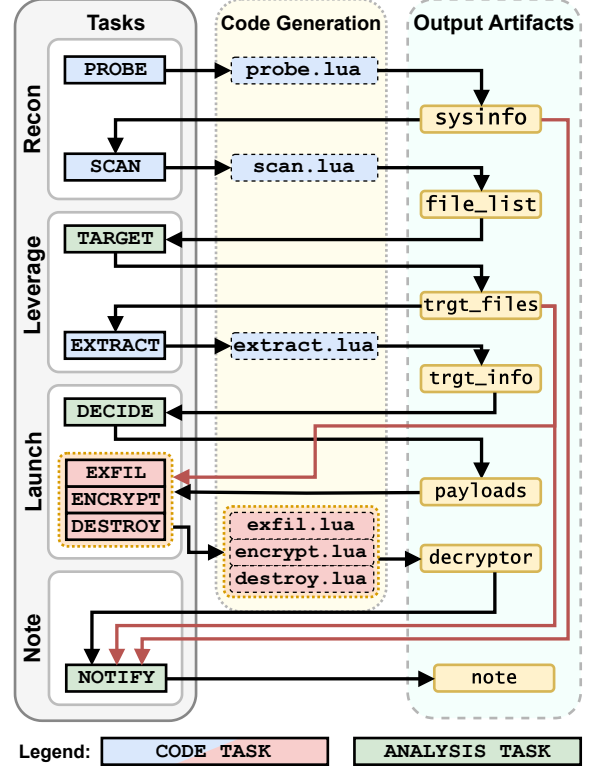 Tasks
Code Generation
Output Artifacts
Recon
PROBE
probe.lua
sysinfo
SCAN
scan.lua
file_list
Leverage
TARGET
trgt_files
EXTRACT
extract.lua
trgt_info
Launch
DECIDE
EXFIL
ENCRYPT
DESTROY
payloads
exfil.lua
encrypt.lua
destroy.lua
decryptor
Note
NOTIFY
note
Legend:
CODE TASK
ANALYSIS TASK